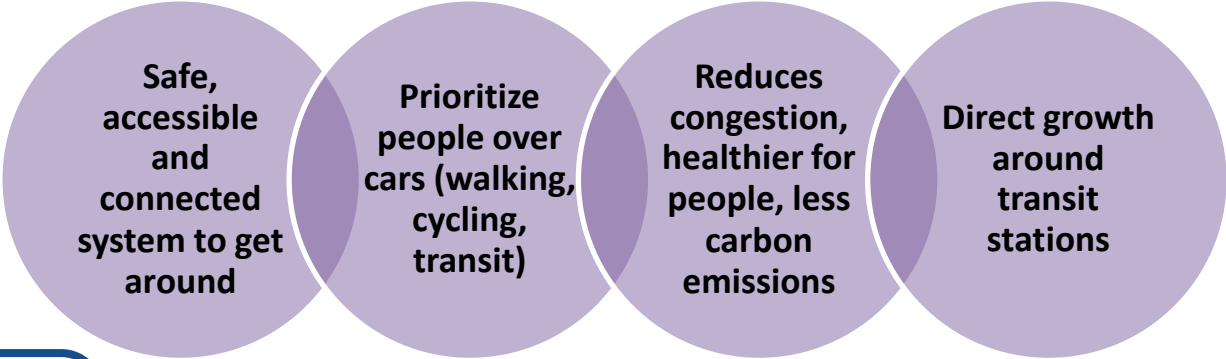 Safe,
accessible
and
connected
system to get
around
Prioritize
people over
cars (walking,
cycling,
transit)
Reduces
congestion,
healthier for
people, less
carbon
emissions
Direct growth
around
transit
stations